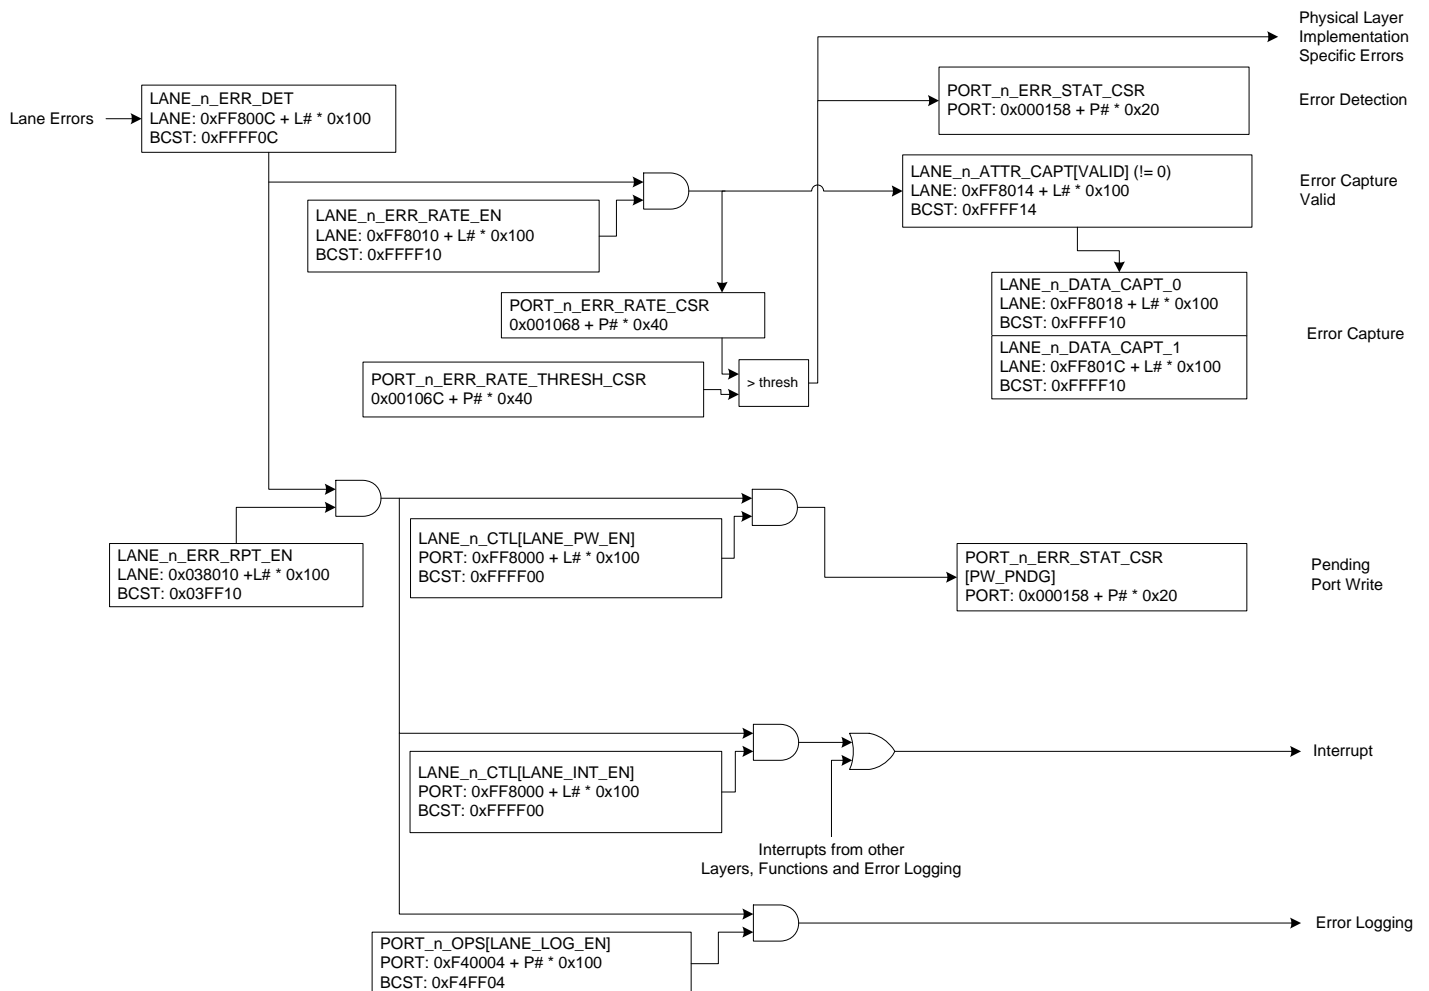 Physical Layer
Implementation
Specific Errors
Lane Errors
LANE_n_ERR_DET
LANE: 0xFF800C + L# * 0x100
BCST: 0xFFFF0C
PORT_n_ERR_STAT_CSR
PORT: 0x000158 + P# * 0x20
Error Detection
LANE_n_ATTR_CAPT[VALID] (!= 0)
LANE: 0xFF8014 + L# * 0x100
BCST: 0xFFFF14
Error Capture
Valid
LANE_n_ERR_RATE_EN
LANE: 0xFF8010 + L# * 0x100
BCST: 0xFFFF10
LANE_n_DATA_CAPT_0
LANE: 0xFF8018 + L# * 0x100
BCST: 0xFFFF10
LANE_n_DATA_CAPT_1
LANE: 0xFF801C + L# * 0x100
BCST: 0xFFFF10
Error Capture
PORT_n_ERR_RATE_CSR
0x001068 + P# * 0x40
PORT_n_ERR_RATE_THRESH_CSR
0x00106C + P# * 0x40
> thresh
LANE_n_ERR_RPT_EN
LANE: 0x038010 +L# * 0x100
BCST: 0x03FF10
LANE_n_CTL[LANE_PW_EN]
PORT: 0xFF8000 + L# * 0x100
BCST: 0xFFFF00
PORT_n_ERR_STAT_CSR
[PW_PNDG]
PORT: 0x000158 + P# * 0x20
Pending
Port Write
LANE_n_CTL[LANE_INT_EN]
PORT: 0xFF8000 + L# * 0x100
BCST: 0xFFFF00
Interrupt
Interrupts from other
Layers, Functions and Error Logging
PORT_n_OPS[LANE_LOG_EN]
PORT: 0xF40004 + P# * 0x100
BCST: 0xF4FF04
Error Logging